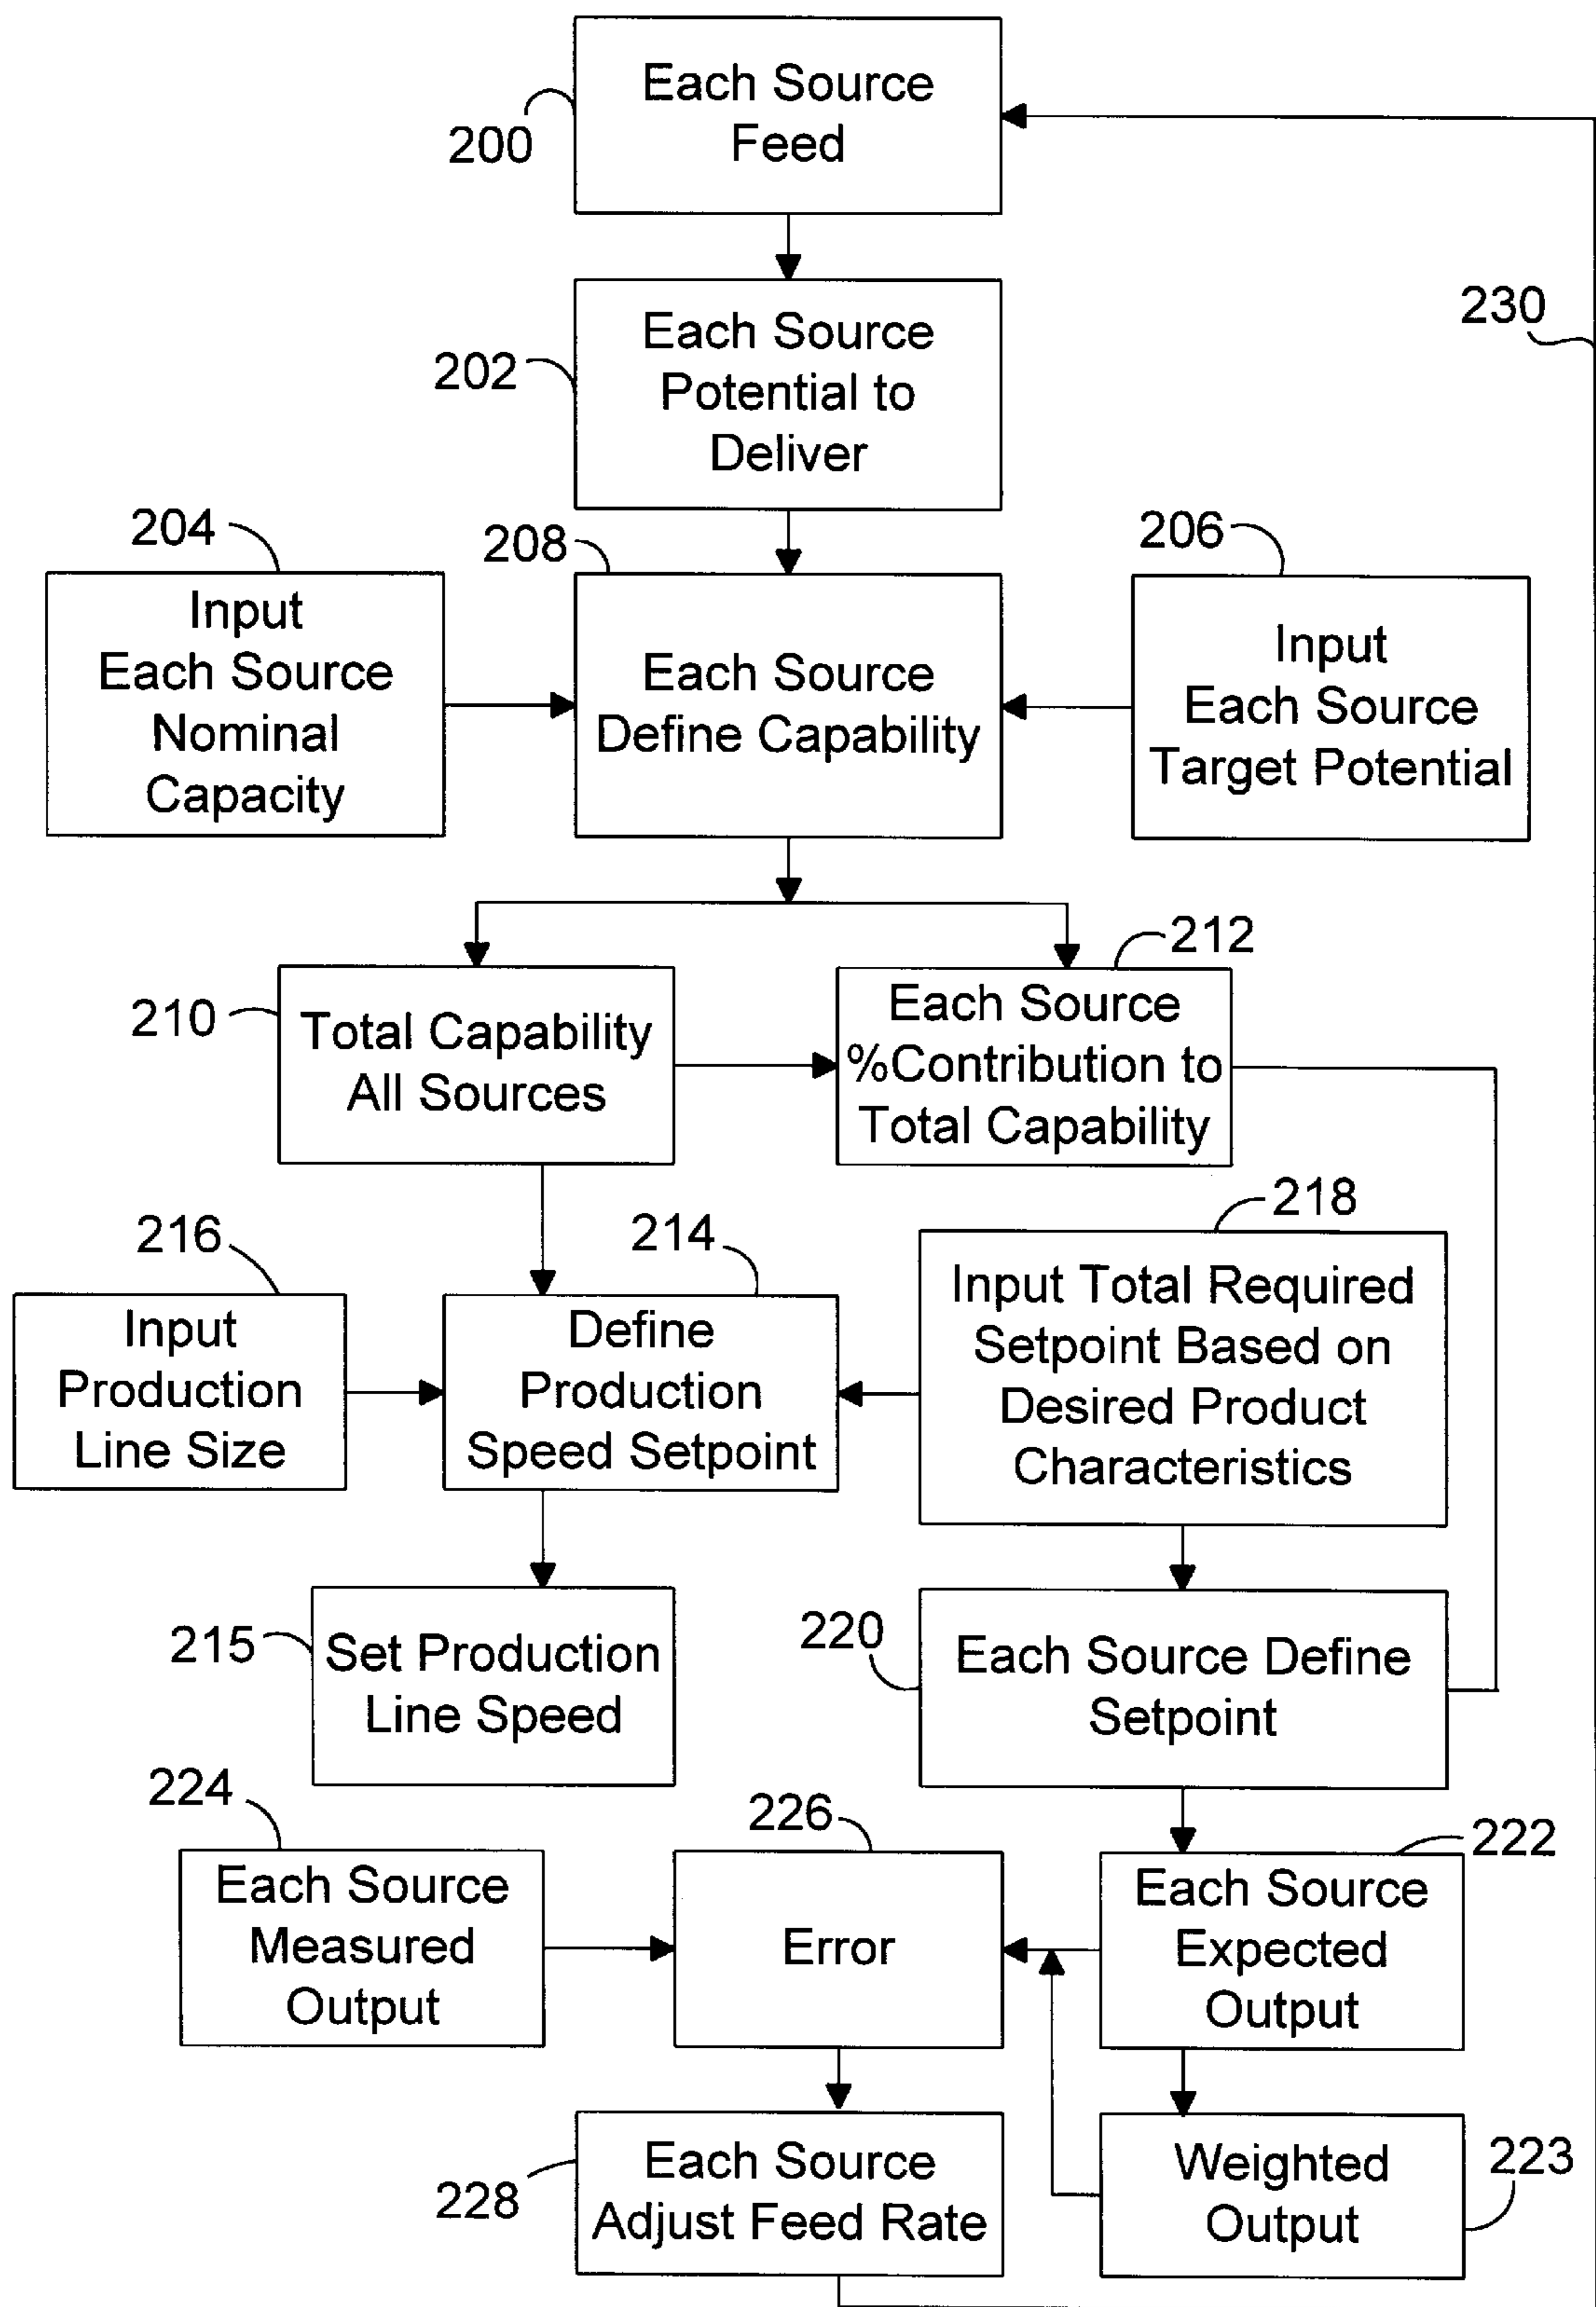 Each Source
Feed
200
230
Each Source
Potential to
Deliver
202
204
208
206
Input
Each Source
Nominal
Capacity
Each Source
Define Capability
Input
Each Source
Target Potential
212
210
Total Capability
All Sources
Each Source
%Contribution to
Total Capability
216
214
218
Input
Production
Line Size
Define
Production
Speed Setpoint
Input Total Required
Setpoint Based on
Desired Product
Characteristics
215
Set Production
Line Speed
220
Each Source Define
Setpoint
224
226
222
Each Source
Measured
Output
Error
Each Source
Expected
Output
228
Each Source
Adjust Feed Rate
Weighted
Output
223